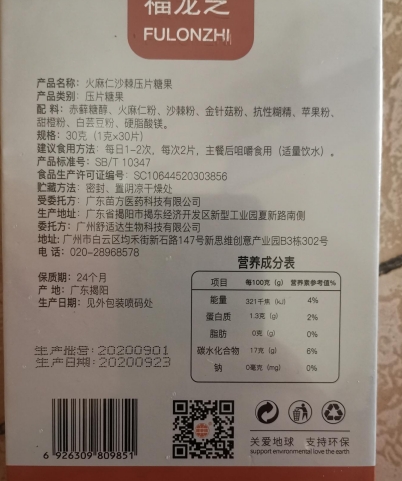 福龙芝
FULONZHI
产品名称：火麻仁沙棘压片糖果
产品类别：压片糖果
配 料：赤藓糖醇、火麻仁粉、沙棘粉、金针菇粉、抗性糊精、苹果粉、
甜橙粉、白芸豆粉、硬脂酸镁。
规格：30克（1克×30片）
建议食用方法：每日1~2次，每次2片，主餐后咀嚼食用（适量饮水）。
产品标准号：SB/T 10347
食品生产许可证编号：SC10644520303856
贮藏方法：密封、置阴凉干燥处
受委托方：广东苗方医药科技有限公司
生产地址：广东省揭阳市揭东经济开发区新型工业园夏新路南侧
委托方：广州舒适达生物科技有限公司
地址：广州市白云区均禾街新石路147号新思维创意产业园B3栋302号
电 话：020-28968578
保质期：24个月
产 地：广东揭阳
生产日期：见外包装喷码处
生产批号：20200901
生产日期：20200923
营养成分表
项目 每100克（g） 营养素参考值%
能量 321千焦（kJ） 4%
蛋白质 1.3克（g） 2%
脂肪 0克（g） 0%
碳水化合物 17克（g） 6%
钠 0毫克（mg） 0%
6 926309 809851
关爱地球 支持环保
support environmental love the earth